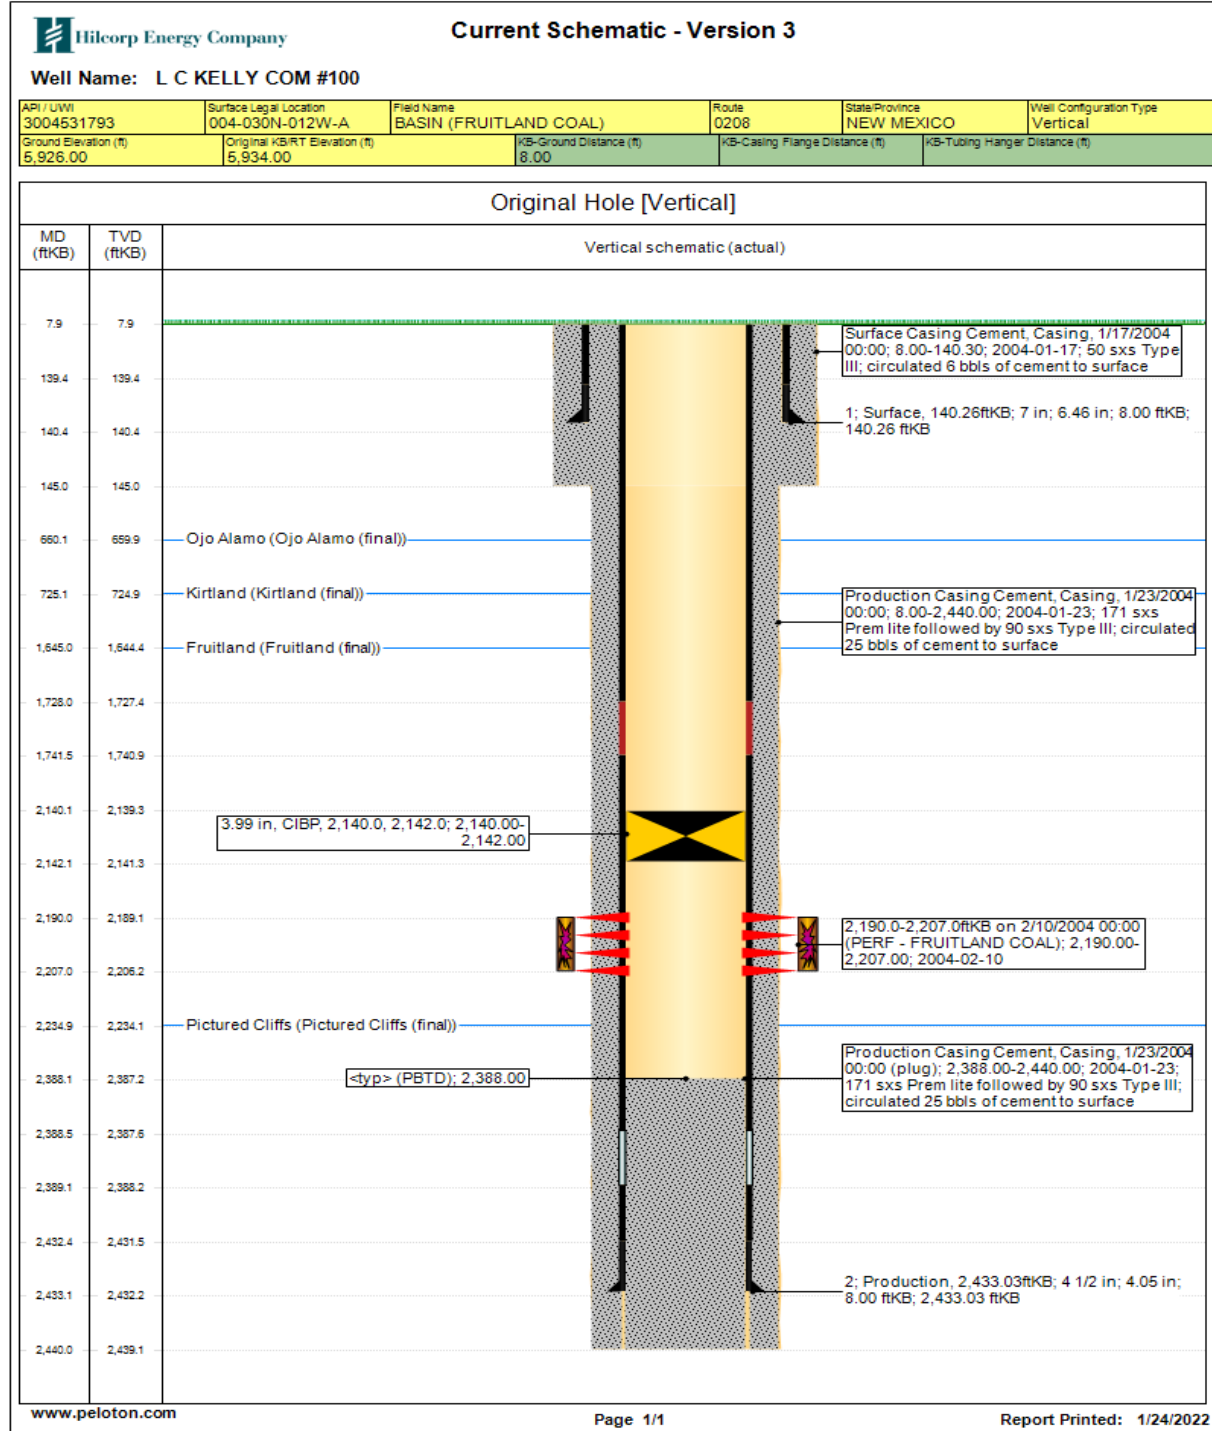 Hilcorp Energy Company
Current Schematic - Version 3
Well Name: L C KELLY COM #100
API / UWI
3004531793
Surface Legal Location
004-030N-012W-A
Field Name
BASIN (FRUITLAND COAL)
Route
0208
State/Province
NEW MEXICO
Well Configuration Type
Vertical
Ground Elevation (ft)
5,926.00
Original KB/RT Elevation (ft)
5,934.00
KB-Ground Distance (ft)
8.00
KB-Casing Flange Distance (ft)
KB-Tubing Hanger Distance (ft)
Original Hole [Vertical]
MD
(ftKB)
TVD
(ftKB)
Vertical schematic (actual)
7.9 7.9
Surface Casing Cement, Casing, 1/17/2004
00:00; 8.00-140.30; 2004-01-17; 50 sxs Type
III; circulated 6 bbls of cement to surface
139.4 139.4
1; Surface, 140.26ftKB; 7 in; 6.46 in; 8.00 ftKB;
140.26 ftKB
140.4 140.4
145.0 145.0
660.1 659.9 Ojo Alamo (Ojo Alamo (final))
725.1 724.9 Kirtland (Kirtland (final))
Production Casing Cement, Casing, 1/23/2004
00:00; 8.00-2,440.00; 2004-01-23; 171 sxs
Prem lite followed by 90 sxs Type III; circulated
25 bbls of cement to surface
1,645.0 1,644.4 Fruitland (Fruitland (final))
1,728.0 1,727.4
1,741.5 1,740.9
2,140.1 2,139.3
3.99 in, CIBP, 2,140.0, 2,142.0; 2,140.00-
2,142.00
2,142.1 2,141.3
2,190.0 2,189.1
2,190.0-2,207.0ftKB on 2/10/2004 00:00
(PERF - FRUITLAND COAL); 2,190.00-
2,207.00; 2004-02-10
2,207.0 2,206.2
2,234.9 2,234.1 Pictured Cliffs (Pictured Cliffs (final))
Production Casing Cement, Casing, 1/23/2004
00:00 (plug); 2,388.00-2,440.00; 2004-01-23;
171 sxs Prem lite followed by 90 sxs Type III;
circulated 25 bbls of cement to surface
2,388.1 2,387.2 <typ> (PBTD); 2,388.00
2,388.5 2,387.6
2,389.1 2,388.2
2,432.4 2,431.5
2; Production, 2,433.03ftKB; 4 1/2 in; 4.05 in;
8.00 ftKB; 2,433.03 ftKB
2,433.1 2,432.2
2,440.0 2,439.1
www.peloton.com
Page 1/1
Report Printed: 1/24/2022